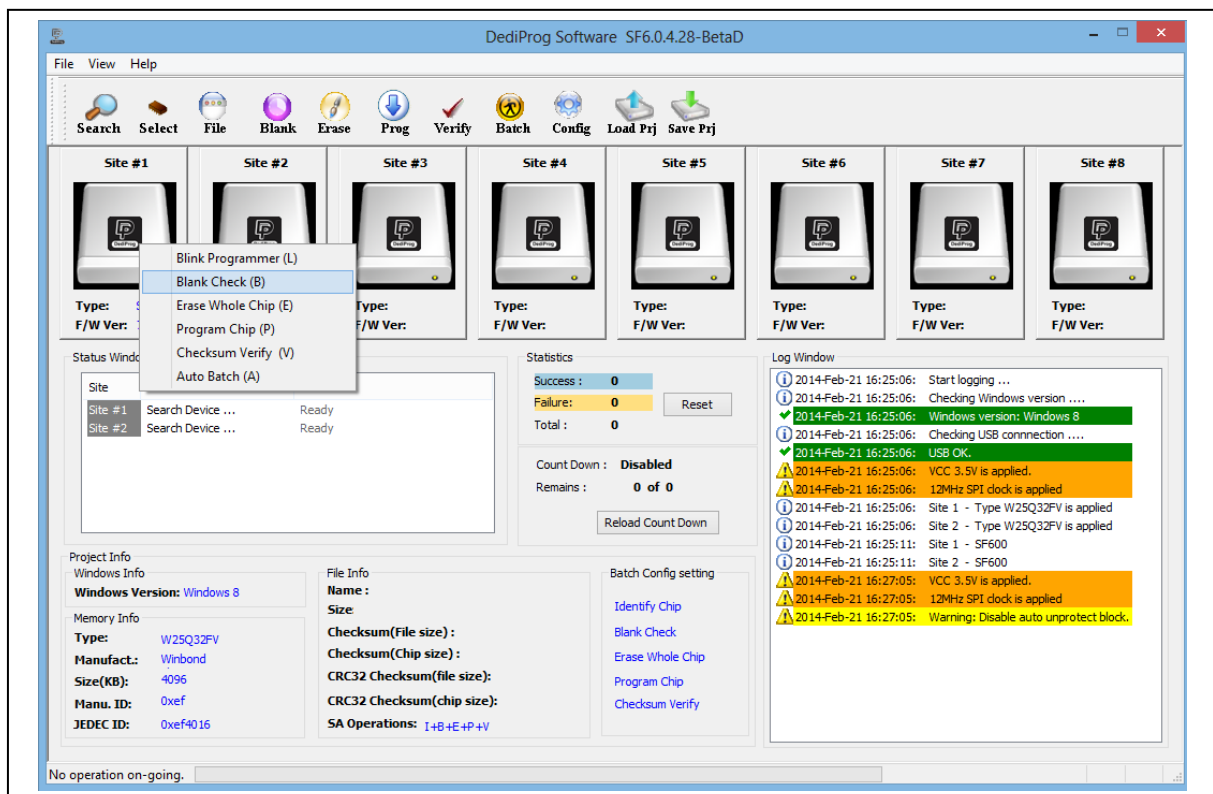 DediProg Software SF6.0.4.28-BetaD
File View Help
Search Select File Blank Erase Prog Verify Batch Config Load Prj Save Prj
Site #1 Site #2 Site #3 Site #4 Site #5 Site #6 Site #7 Site #8
DediProg DediProg DediProg DediProg DediProg DediProg
Blink Programmer (L)
Blank Check (B)
Erase Whole Chip (E)
Program Chip (P)
Checksum Verify (V)
Auto Batch (A)
Type: Type: Type: Type: Type: Type: Type:
F/W Ver: F/W Ver: F/W Ver: F/W Ver: F/W Ver: F/W Ver: F/W Ver:
Status Windo
Site
Site #1 Search Device ... Ready
Site #2 Search Device ... Ready
Statistics
Success : 0
Failure: 0 Reset
Total : 0
Count Down : Disabled
Remains : 0 of 0
Reload Count Down
Log Window
2014-Feb-21 16:25:06: Start logging ...
2014-Feb-21 16:25:06: Checking Windows version ....
2014-Feb-21 16:25:06: Windows version: Windows 8
2014-Feb-21 16:25:06: Checking USB connnection ....
2014-Feb-21 16:25:06: USB OK.
2014-Feb-21 16:25:06: VCC 3.5V is applied.
2014-Feb-21 16:25:06: 12MHz SPI clock is applied
2014-Feb-21 16:25:06: Site 1 - Type W25Q32FV is applied
2014-Feb-21 16:25:06: Site 2 - Type W25Q32FV is applied
2014-Feb-21 16:25:11: Site 1 - SF600
2014-Feb-21 16:25:11: Site 2 - SF600
2014-Feb-21 16:27:05: VCC 3.5V is applied.
2014-Feb-21 16:27:05: 12MHz SPI clock is applied
2014-Feb-21 16:27:05: Warning: Disable auto unprotect block.
Project Info
Windows Info
Windows Version: Windows 8
Memory Info
Type: W25Q32FV
Manufact.: Winbond
Size(KB): 4096
Manu. ID: 0xef
JEDEC ID: 0xef4016
File Info
Name :
Size:
Checksum(File size) :
Checksum(Chip size) :
CRC32 Checksum(file size):
CRC32 Checksum(chip size):
SA Operations: I+B+E+P+V
Batch Config setting
Identify Chip
Blank Check
Erase Whole Chip
Program Chip
Checksum Verify
No operation on-going.